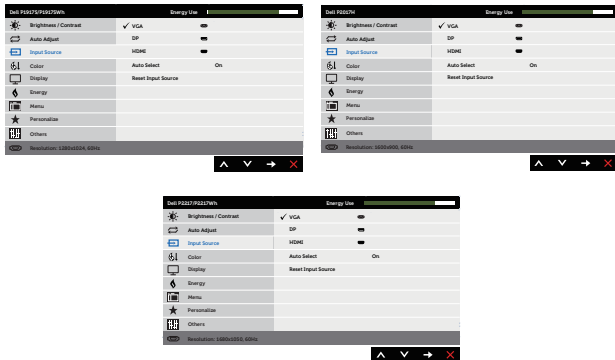 Dell P1917S/P1917SWh Energy Use
Brightness / Contrast VGA
Auto Adjust DP
Input Source HDMI
Color Auto Select On
Display Reset Input Source
Energy
Menu
Personalize
Others
Resolution: 1280x1024, 60Hz
Dell P2017H Energy Use
Brightness / Contrast VGA
Auto Adjust DP
Input Source HDMI
Color Auto Select On
Display Reset Input Source
Energy
Menu
Personalize
Others
Resolution: 1600x900, 60Hz
Dell P2217/P2217Wh Energy Use
Brightness / Contrast VGA
Auto Adjust DP
Input Source HDMI
Color Auto Select On
Display Reset Input Source
Energy
Menu
Personalize
Others
Resolution: 1680x1050, 60Hz